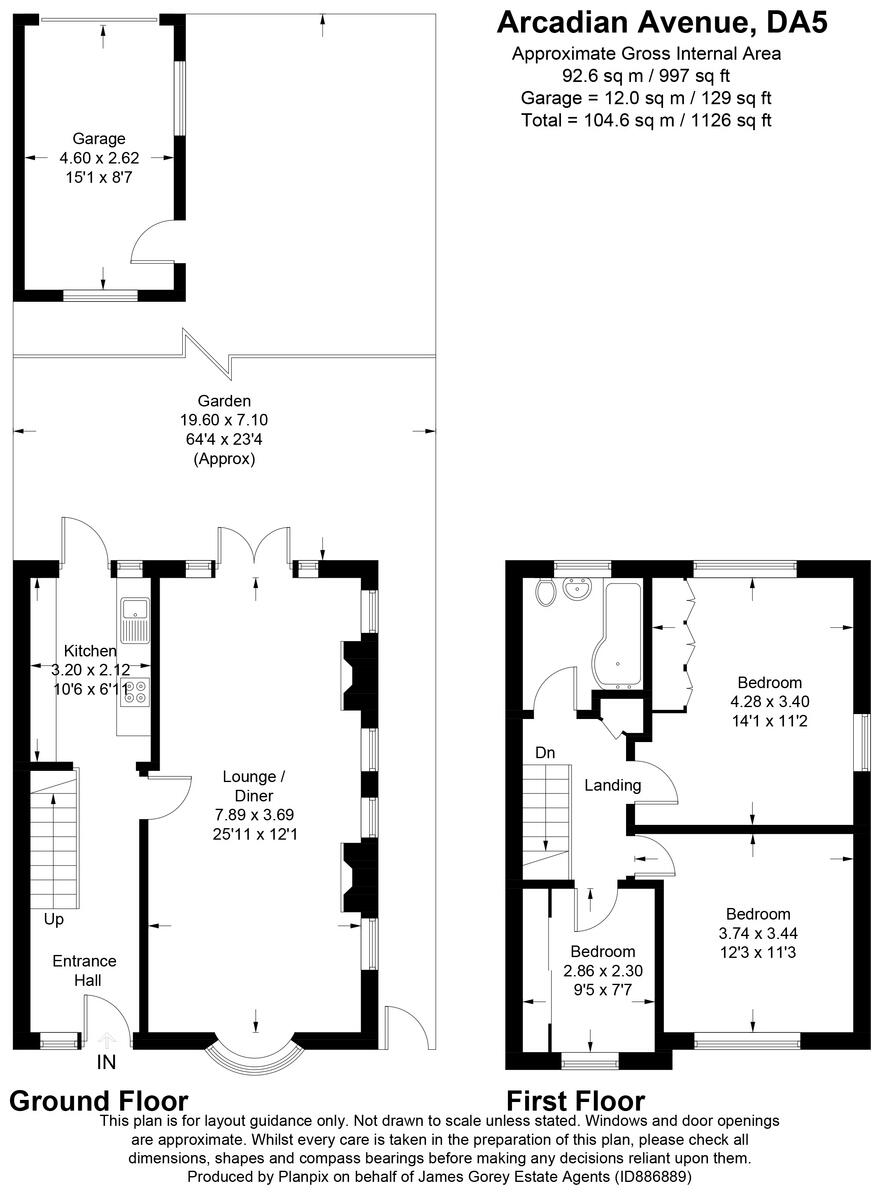 Arcadian Avenue, DA5
Approximate Gross Internal Area
92.6 sq m / 997 sq ft
Garage = 12.0 sq m / 129 sq ft
Total = 104.6 sq m / 1126 sq ft
Garage
4.60 x 2.62
15'1 x 8'7
Garden
19.60 x 7.10
64'4 x 23'4
(Approx)
Kitchen
3.20 x 2.12
10'6 x 6'11
Lounge /
Diner
7.89 x 3.69
25'11 x 12'1
Up
Entrance
Hall
IN
Bedroom
4.28 x 3.40
14'1 x 11'2
Dn
Landing
Bedroom
3.74 x 3.44
12'3 x 11'3
Bedroom
2.86 x 2.30
9'5 x 7'7
Ground Floor
First Floor
This plan is for layout guidance only. Not drawn to scale unless stated. Windows and door openings
are approximate. Whilst every care is taken in the preparation of this plan, please check all
dimensions, shapes and compass bearings before making any decisions reliant upon them.
Produced by Planpix on behalf of James Gorey Estate Agents (ID886889)